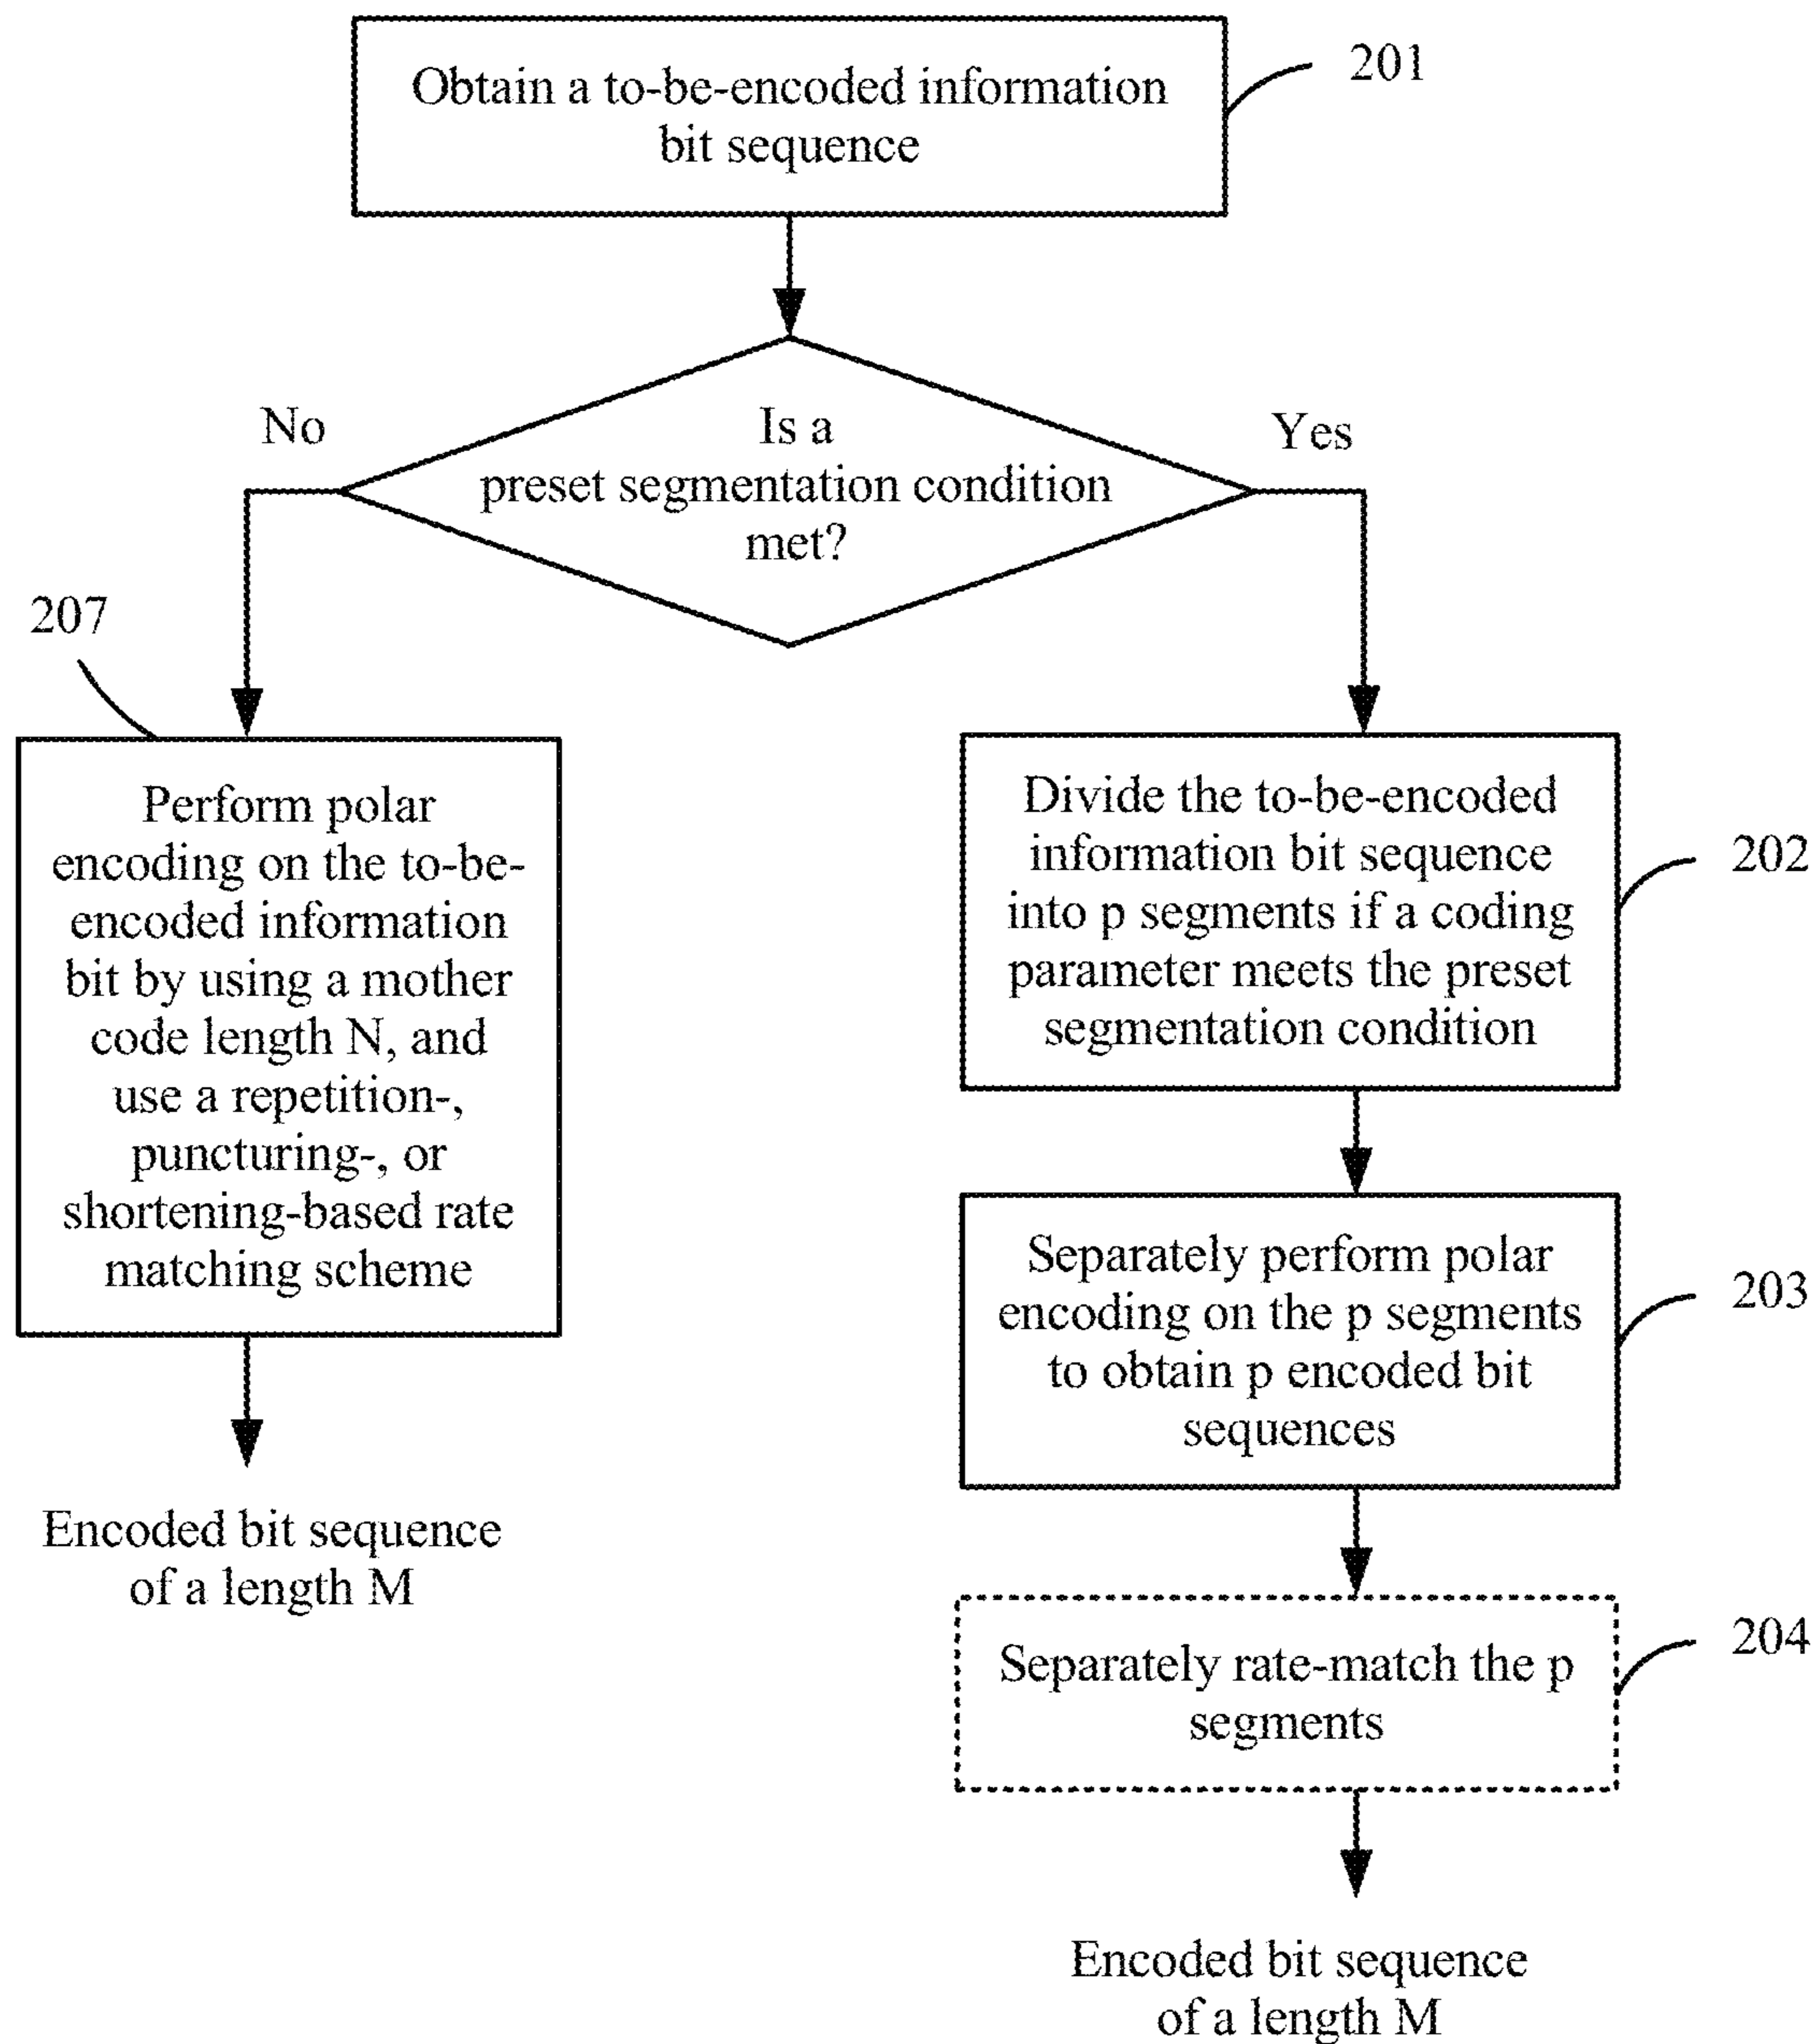 Obtain a to-be-encoded information
bit sequence
201
No
Is a
preset segmentation condition
met?
Yes
207
Perform polar
encoding on the to-be-
encoded information
bit by using a mother
code length N, and
use a repetition-,
puncturing-, or
shortening-based rate
matching scheme
Encoded bit sequence
of a length M
Divide the to-be-encoded
information bit sequence
into p segments if a coding
parameter meets the preset
segmentation condition
202
Separately perform polar
encoding on the p segments
to obtain p encoded bit
sequences
203
Separately rate-match the p
segments
204
Encoded bit sequence
of a length M